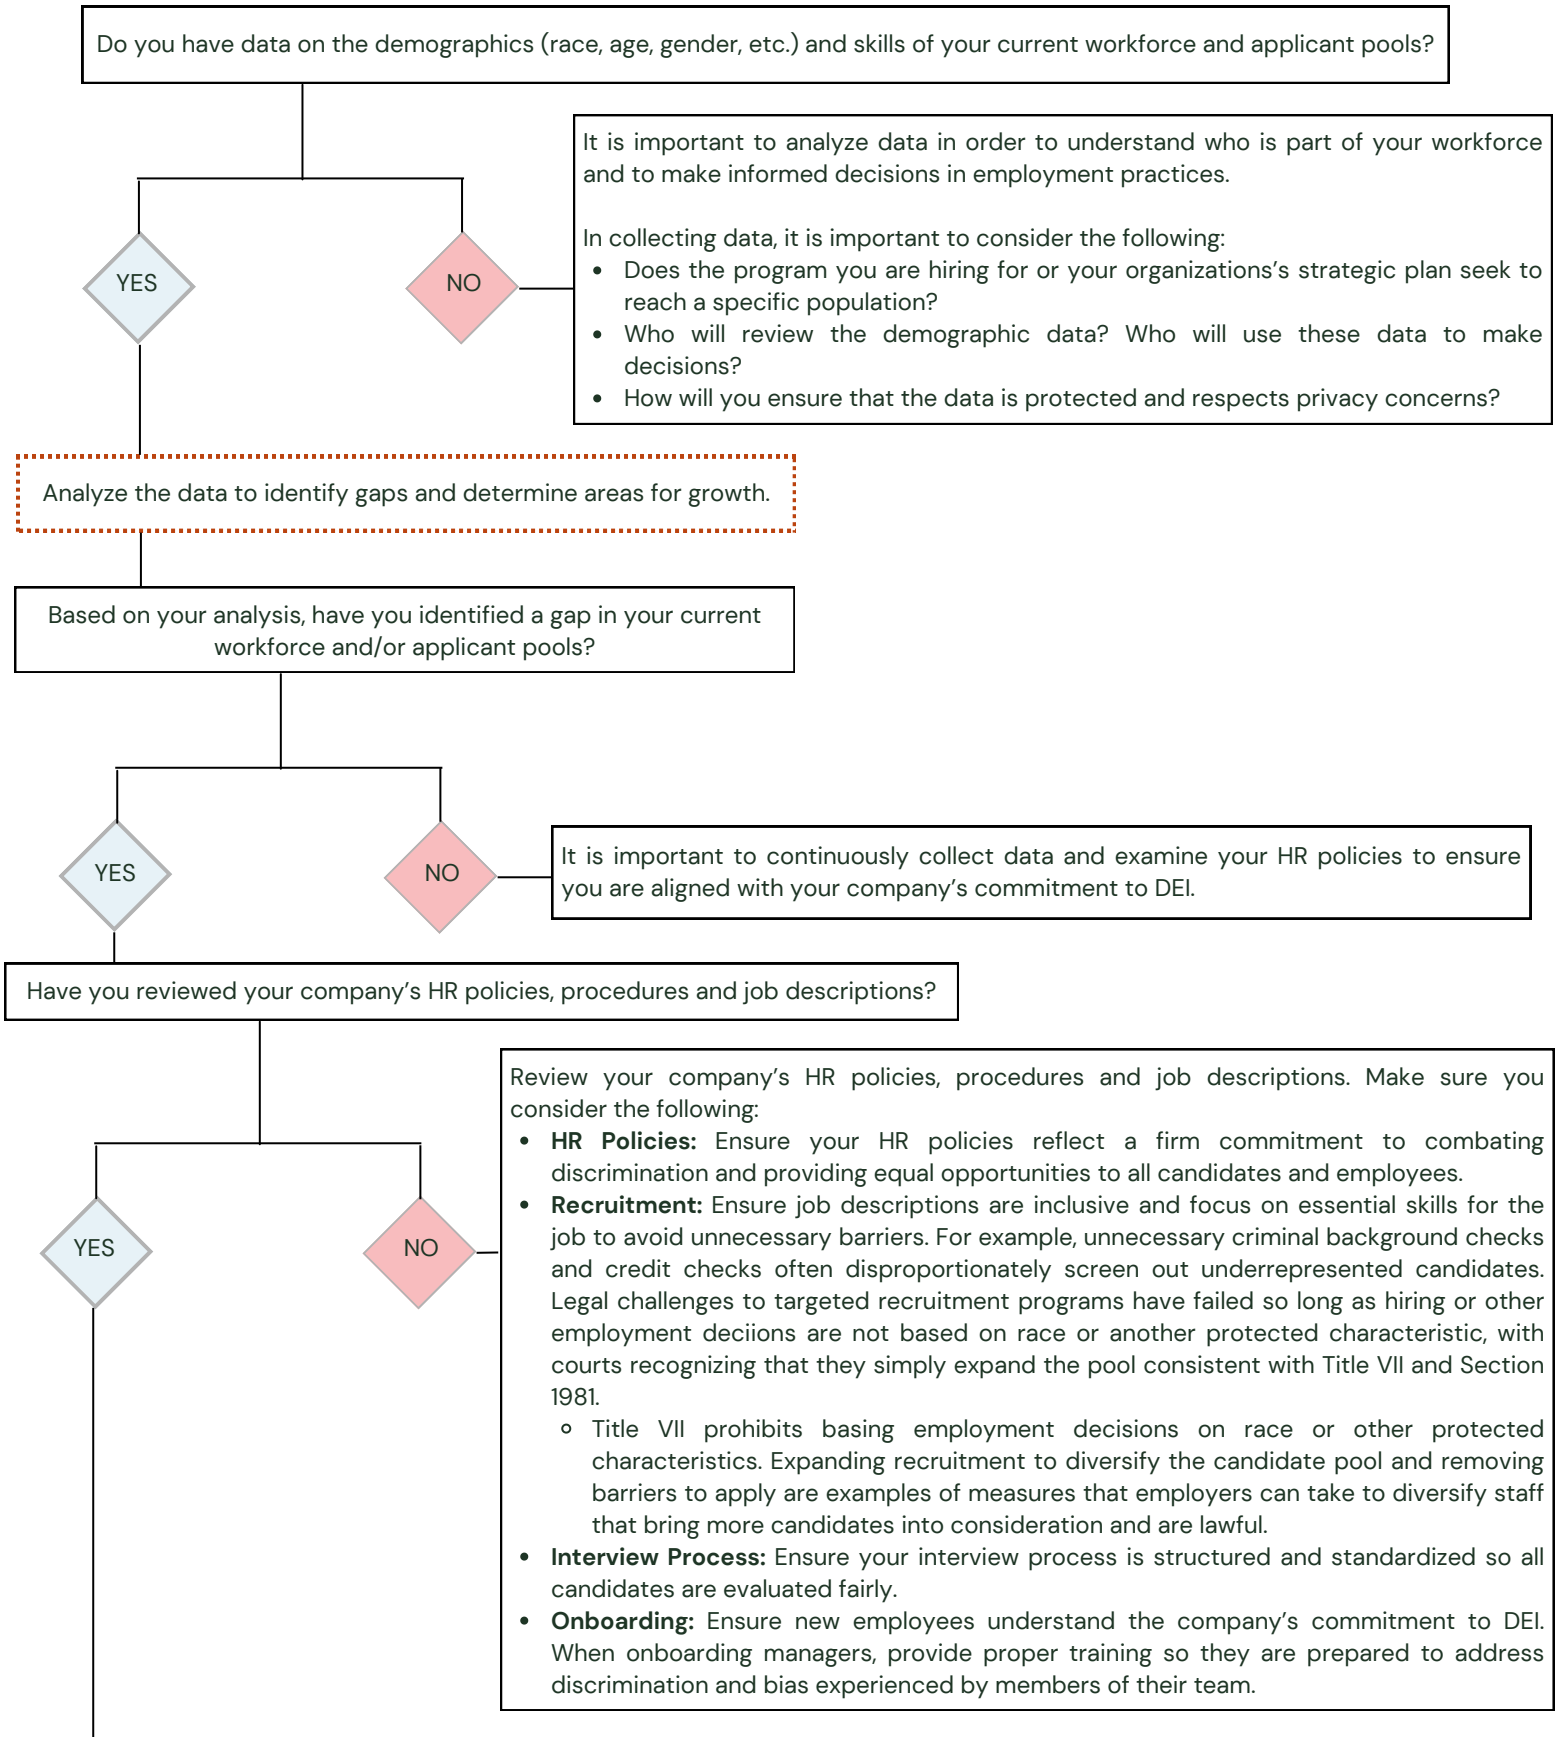 Do you have data on the demographics (race, age, gender, etc.) and skills of your current workforce and applicant pools?
YES
NO
It is important to analyze data in order to understand who is part of your workforce
and to make informed decisions in employment practices.
In collecting data, it is important to consider the following:
• Does the program you are hiring for or your organizations's strategic plan seek to
reach a specific population?
• Who will review the demographic data? Who will use these data to make
decisions?
• How will you ensure that the data is protected and respects privacy concerns?
Analyze the data to identify gaps and determine areas for growth.
Based on your analysis, have you identified a gap in your current
workforce and/or applicant pools?
YES
NO
It is important to continuously collect data and examine your HR policies to ensure
you are aligned with your company's commitment to DEI.
Have you reviewed your company's HR policies, procedures and job descriptions?
YES
NO
Review your company's HR policies, procedures and job descriptions. Make sure you
consider the following:
• HR Policies: Ensure your HR policies reflect a firm commitment to combating
discrimination and providing equal opportunities to all candidates and employees.
• Recruitment: Ensure job descriptions are inclusive and focus on essential skills for the
job to avoid unnecessary barriers. For example, unnecessary criminal background checks
and credit checks often disproportionately screen out underrepresented candidates.
Legal challenges to targeted recruitment programs have failed so long as hiring or other
employment deciions are not based on race or another protected characteristic, with
courts recognizing that they simply expand the pool consistent with Title VII and Section
1981.
◦ Title VII prohibits basing employment decisions on race or other protected
characteristics. Expanding recruitment to diversify the candidate pool and removing
barriers to apply are examples of measures that employers can take to diversify staff
that bring more candidates into consideration and are lawful.
• Interview Process: Ensure your interview process is structured and standardized so all
candidates are evaluated fairly.
• Onboarding: Ensure new employees understand the company's commitment to DEI.
When onboarding managers, provide proper training so they are prepared to address
discrimination and bias experienced by members of their team.